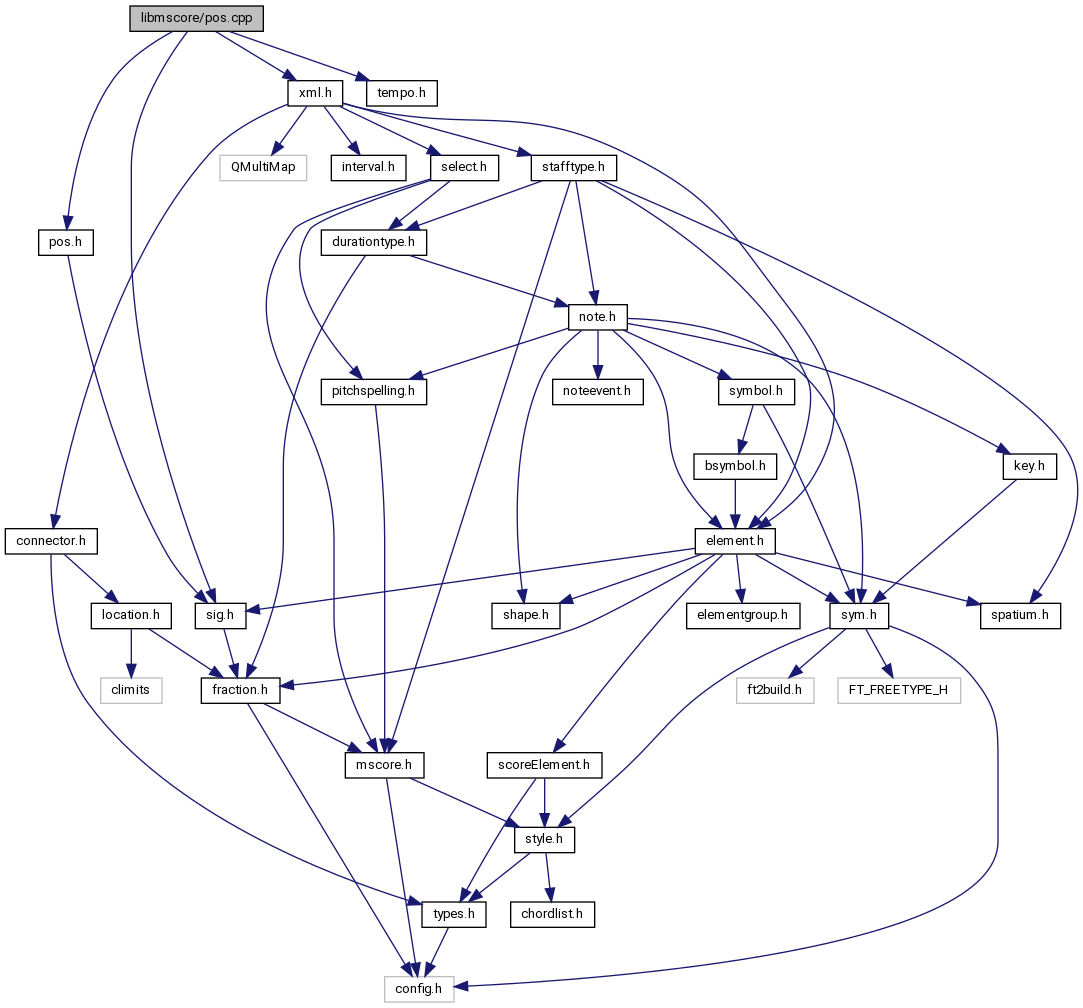 libmscore/pos.cpp
xml.h
tempo.h
QMultiMap
interval.h
select.h
stafftype.h
pos.h
durationtype.h
note.h
pitchspelling.h
noteevent.h
symbol.h
bsymbol.h
key.h
connector.h
element.h
location.h
sig.h
shape.h
elementgroup.h
sym.h
spatium.h
climits
fraction.h
ft2build.h
FT_FREETYPE_H
mscore.h
scoreElement.h
style.h
types.h
chordlist.h
config.h